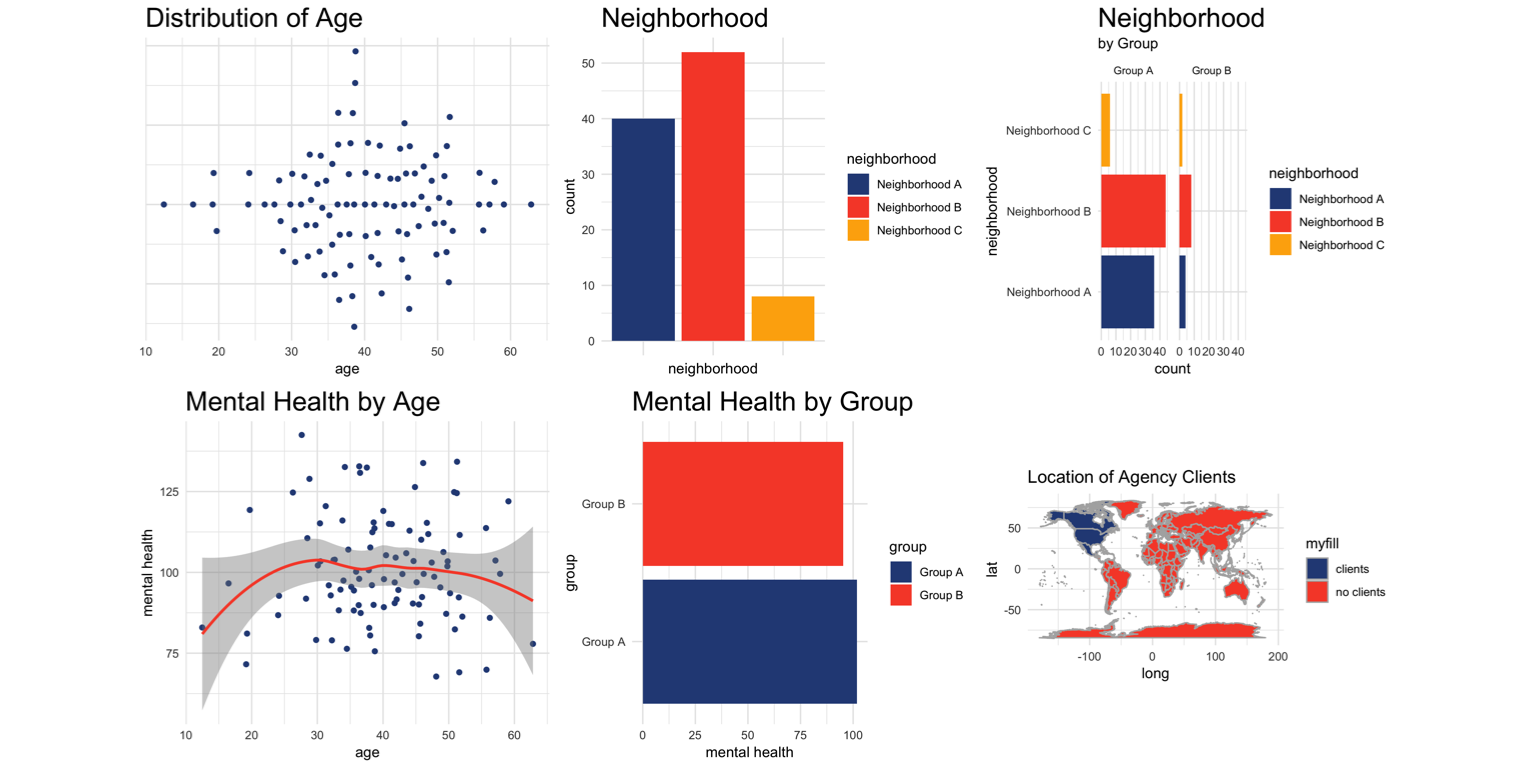 Distribution of Age
10 20 30 40 50 60
age
Neighborhood
50
40
30
20
10
0
count
neighborhood
neighborhood
Neighborhood A
Neighborhood B
Neighborhood C
Neighborhood
by Group
Group A Group B
Neighborhood C
Neighborhood B
Neighborhood A
neighborhood
0 10 20 30 40 0 10 20 30 40
count
neighborhood
Neighborhood A
Neighborhood B
Neighborhood C
Mental Health by Age
125
100
75
mental health
10 20 30 40 50 60
age
Mental Health by Group
Group B
Group A
group
0 25 50 75 100
mental health
group
Group A
Group B
Location of Agency Clients
50
0
-50
lat
-100 0 100 200
long
myfill
clients
no clients